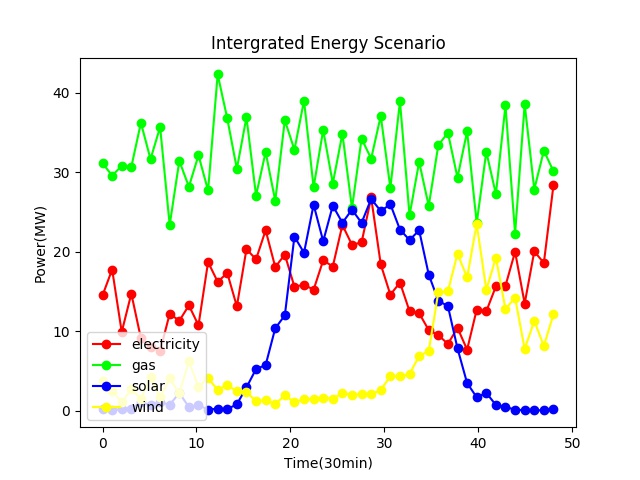 Intergrated Energy Scenario
Power(MW)
40
30
20
10
0
electricity
gas
solar
wind
0 10 20 30 40 50
Time(30min)